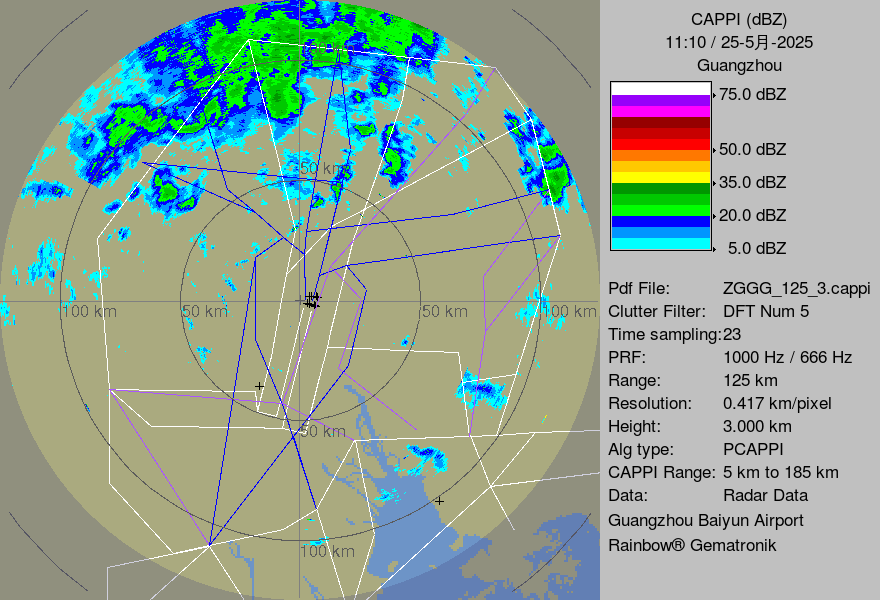 CAPPI (dBZ)
11:10 / 25-5月-2025
Guangzhou
75.0 dBZ
50.0 dBZ
35.0 dBZ
20.0 dBZ
5.0 dBZ
Pdf File: ZGGG_125_3.cappi
Clutter Filter: DFT Num 5
Time sampling:23
PRF: 1000 Hz / 666 Hz
Range: 125 km
Resolution: 0.417 km/pixel
Height: 3.000 km
Alg type: PCAPPI
CAPPI Range: 5 km to 185 km
Data: Radar Data
Guangzhou Baiyun Airport
Rainbow® Gematronik
50 km
100 km
50 km
50 km
100 km
50 km
100 km